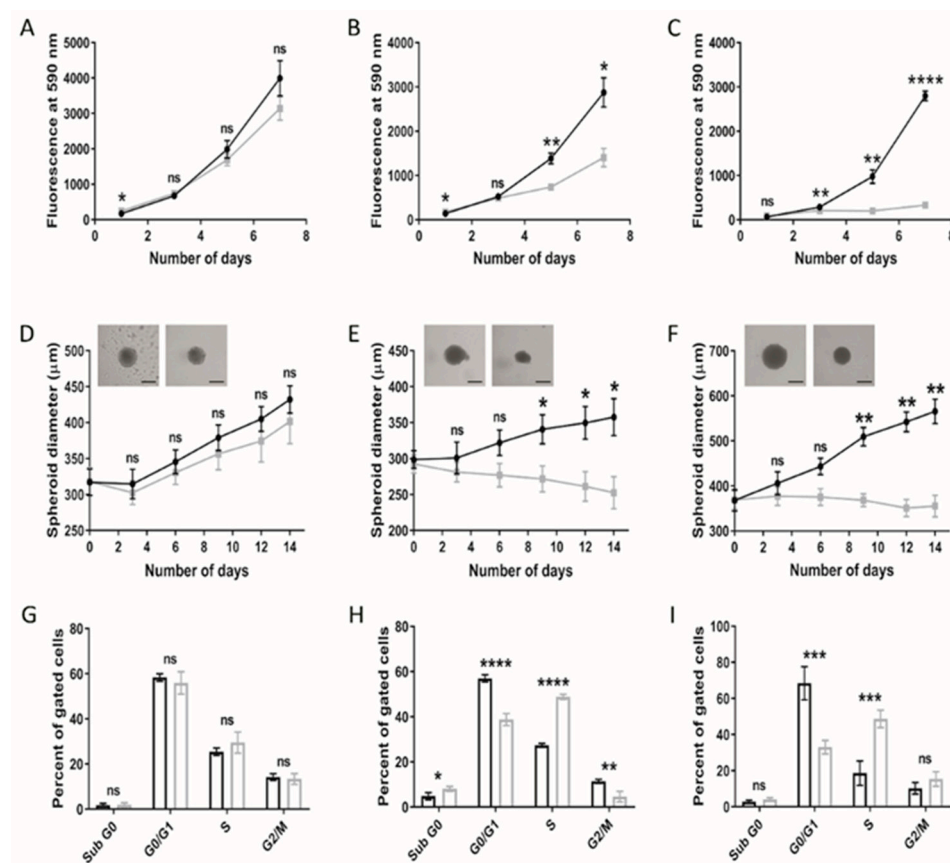 A
Fluorescence at 590 nm
5000
4000
3000
2000
1000
0
*
ns
ns
ns
0 2 4 6 8
Number of days
B
Fluorescence at 590 nm
4000
3000
2000
1000
0
*
ns
**
*
0 2 4 6 8
Number of days
C
Fluorescence at 590 nm
4000
3000
2000
1000
0
ns
**
**
****
0 2 4 6 8
Number of days
D
Spheroid diameter (μm)
500
450
400
350
300
250
ns
ns
ns
ns
ns
0 2 4 6 8 10 12 14
Number of days
E
Spheroid diameter (μm)
450
400
350
300
250
200
ns
ns
*
*
*
0 2 4 6 8 10 12 14
Number of days
F
Spheroid diameter (μm)
700
600
500
400
300
ns
ns
**
**
**
0 2 4 6 8 10 12 14
Number of days
G
Percent of gated cells
80
60
40
20
0
ns
ns
ns
ns
Sub G0 G0/G1 S G2/M
H
Percent of gated cells
80
60
40
20
0
*
****
****
**
Sub G0 G0/G1 S G2/M
I
Percent of gated cells
100
80
60
40
20
0
ns
***
***
ns
Sub G0 G0/G1 S G2/M